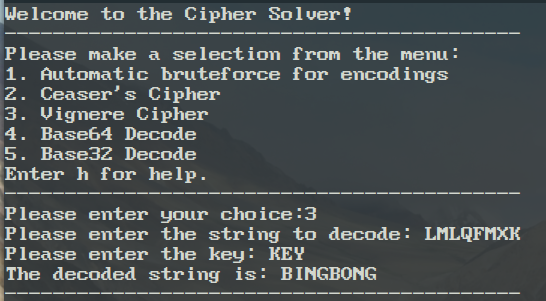 Welcome to the Cipher Solver!
----------------------------------------------
Please make a selection from the menu:
1. Automatic bruteforce for encodings
2. Ceaser's Cipher
3. Vignere Cipher
4. Base64 Decode
5. Base32 Decode
Enter h for help.
----------------------------------------------
Please enter your choice:3
Please enter the string to decode: LMLQFMXK
Please enter the key: KEY
The decoded string is: BINGBONG
----------------------------------------------